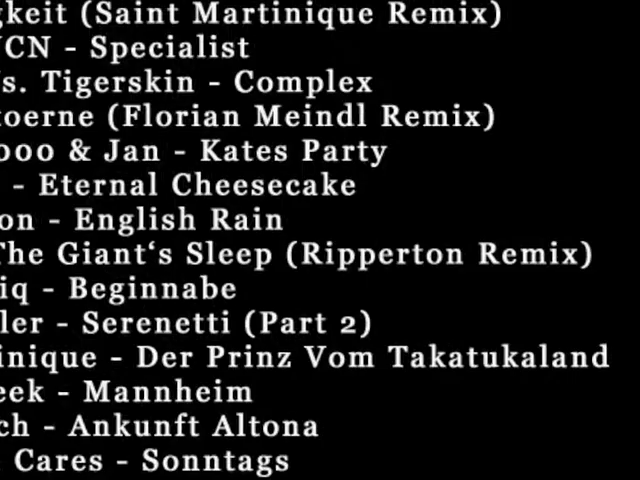 gkeit (Saint Martinique Remix)
YCN - Specialist
s. Tigerskin - Complex
toerne (Florian Meindl Remix)
000 & Jan - Kates Party
- Eternal Cheesecake
on - English Rain
The Giant‘s Sleep (Ripperton Remix)
iq - Beginnabe
ler - Serenetti (Part 2)
inique - Der Prinz Vom Takatukaland
eek - Mannheim
ch - Ankunft Altona
Cares - Sonntags